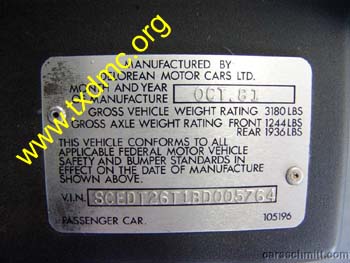 MANUFACTURED BY
DELOREAN MOTOR CARS LTD.
MONTH AND YEAR
OF MANUFACTURE OCT.81
GROSS VEHICLE WEIGHT RATING 3180 LBS
GROSS AXLE WEIGHT RATING FRONT 1244 LBS
REAR 1936 LBS
THIS VEHICLE CONFORMS TO ALL
APPLICABLE FEDERAL MOTOR VEHICLE
SAFETY AND BUMPER STANDARDS IN
EFFECT ON THE DATE OF MANUFACTURE
SHOWN ABOVE.
V.I.N. SCEDT26T1BD005764
PASSENGER CAR. 105196
www.txdmc.org
carsschmitt.com